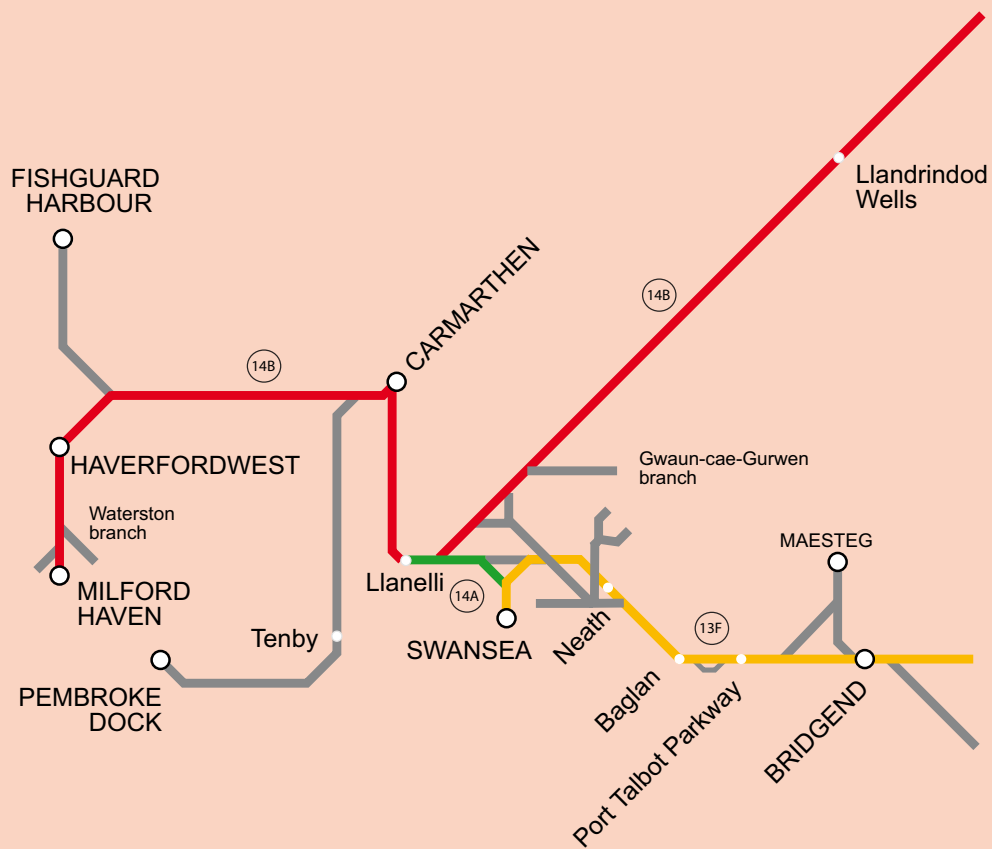 Llandrindod
Wells
FISHGUARD
HARBOUR
CARMARTHEN
14B
14B
HAVERFORDWEST
Gwaun-cae-Gurwen
branch
Waterston
branch
MAESTEG
Llanelli
14A
MILFORD
HAVEN
Neath
13F
Tenby
SWANSEA
PEMBROKE
DOCK
Baglan
Port Talbot Parkway
BRIDGEND